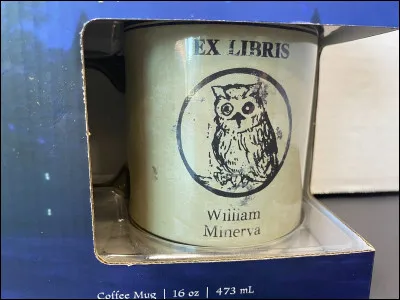 EX LIBRIS
William
Minerva
Coffee Mug | 16 oz | 473 mL